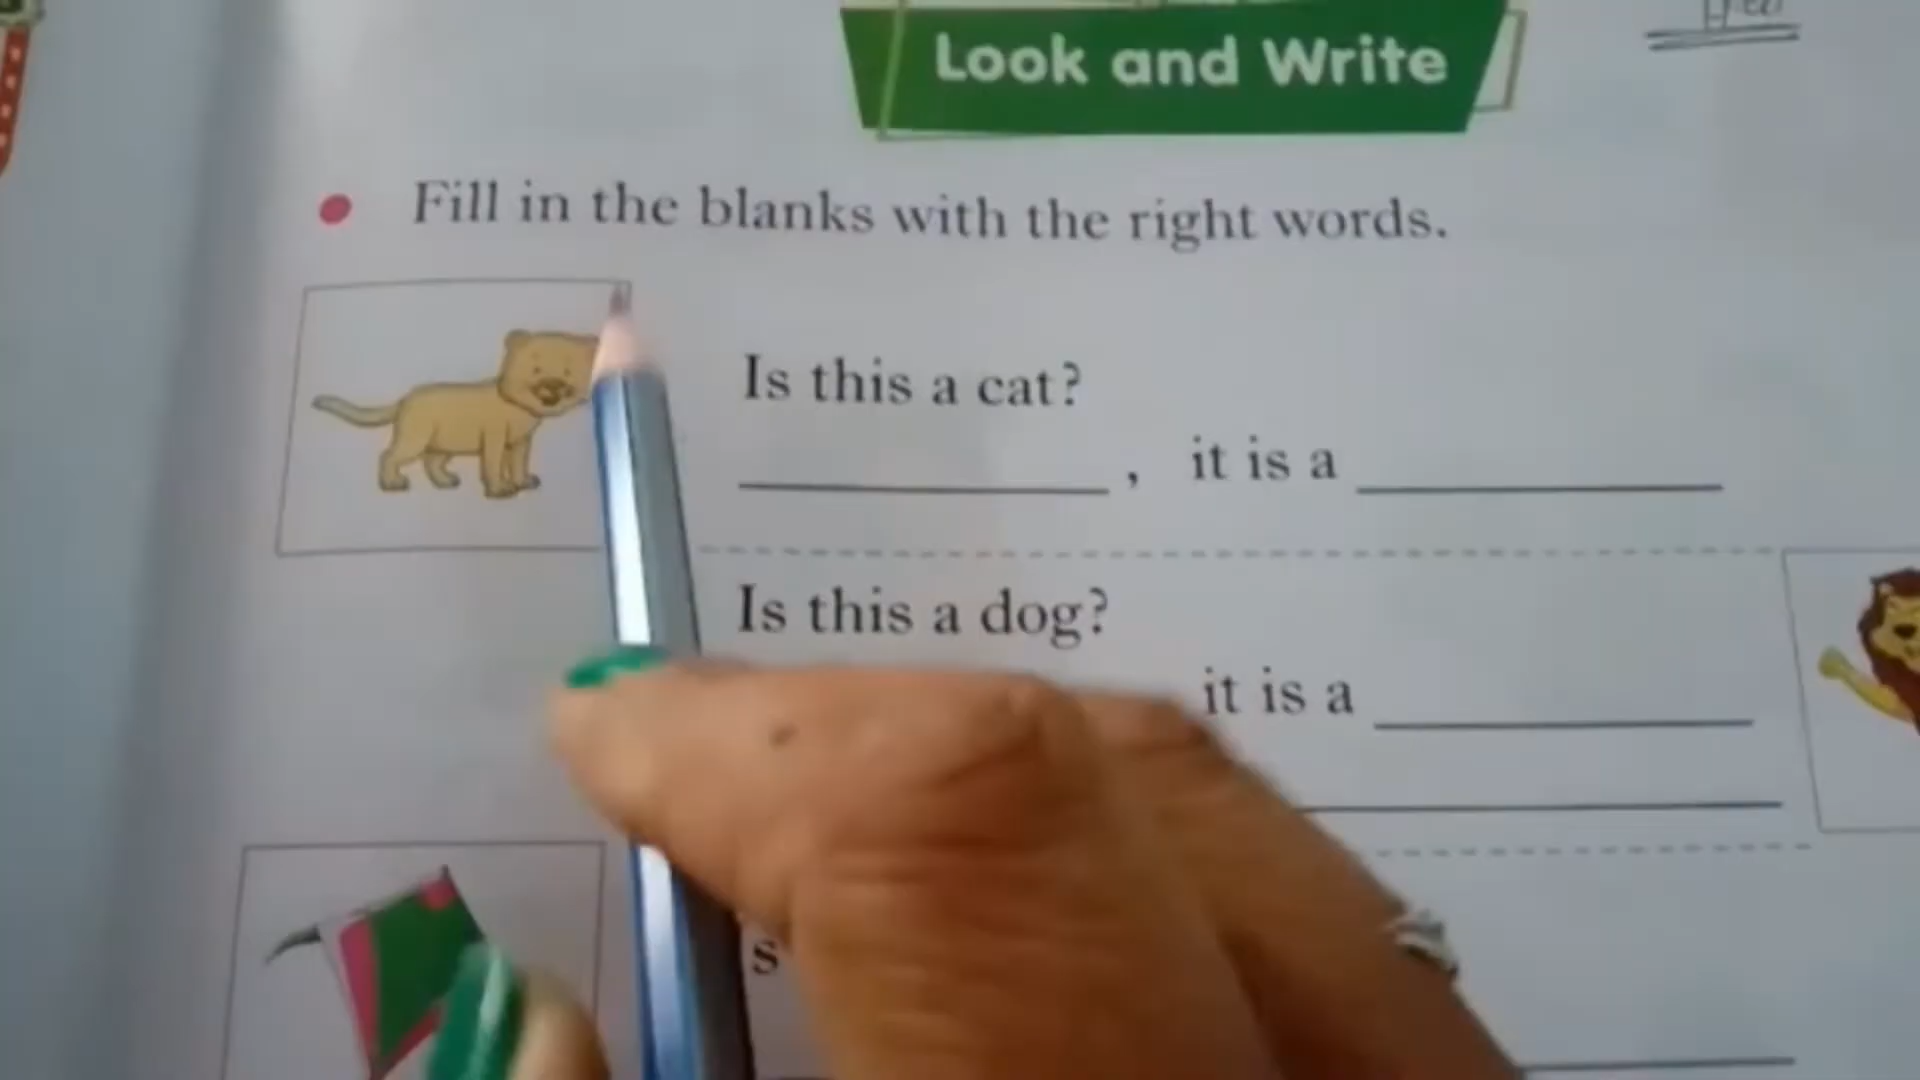 Look and Write
Fill in the blanks with the right words.
Is this a cat?
, it is a
Is this a dog?
it is a
s